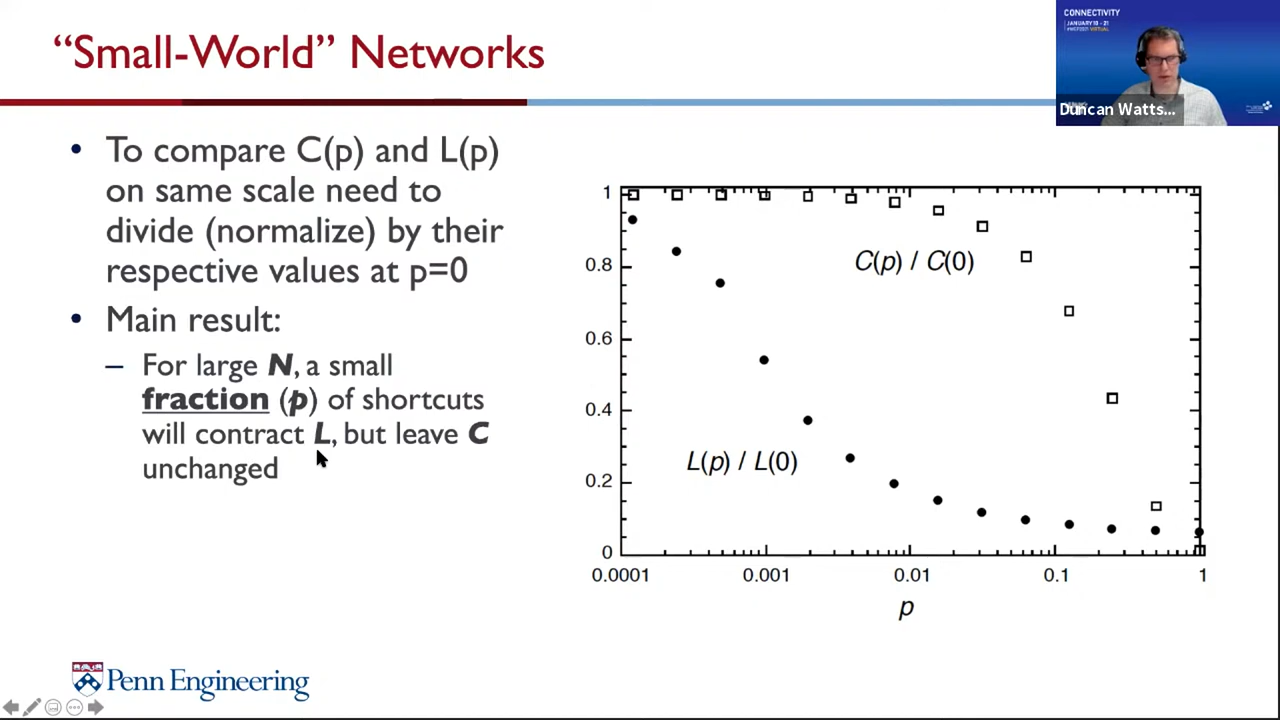 “Small-World” Networks
CONNECTIVITY
JANUARY 18 - 21
VIRTUAL
Duncan Watts...
• To compare C(p) and L(p)
on same scale need to
divide (normalize) by their
respective values at p=0
• Main result:
– For large N, a small
fraction (p) of shortcuts
will contract L, but leave C
unchanged
1
0.8
0.6
0.4
0.2
0
C(p) / C(0)
L(p) / L(0)
0.0001 0.001 0.01 0.1 1
p
Penn Engineering